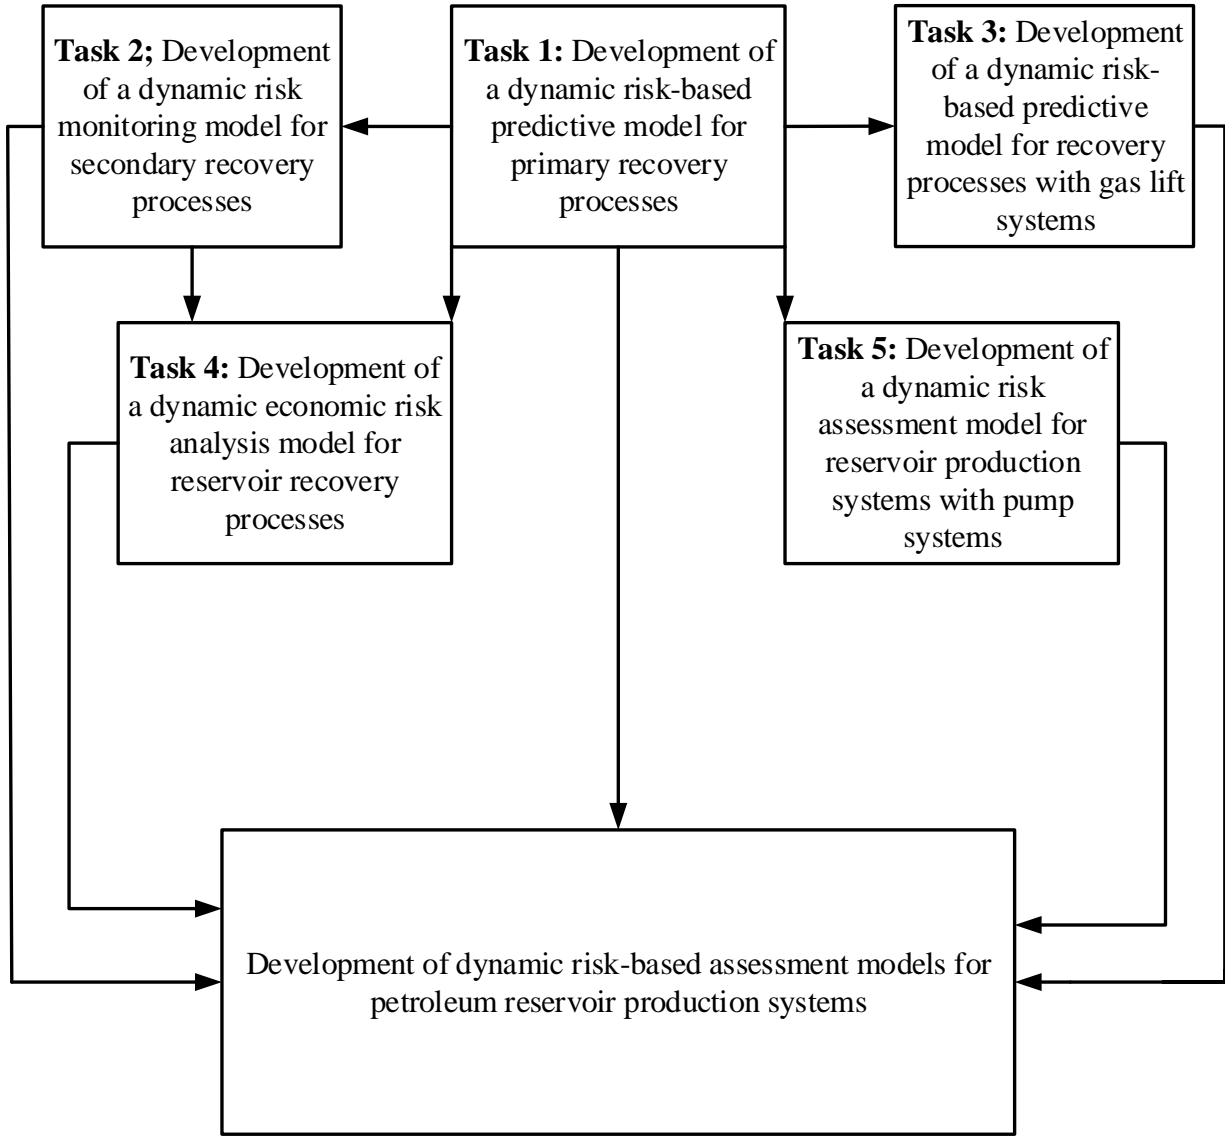 Task 2; Development
of a dynamic risk
monitoring model for
secondary recovery
processes
Task 1: Development of
a dynamic risk-based
predictive model for
primary recovery
processes
Task 3: Development
of a dynamic risk-
based predictive
model for recovery
processes with gas lift
systems
Task 4: Development of
a dynamic economic risk
analysis model for
reservoir recovery
processes
Task 5: Development of
a dynamic risk
assessment model for
reservoir production
systems with pump
systems
Development of dynamic risk-based assessment models for
petroleum reservoir production systems